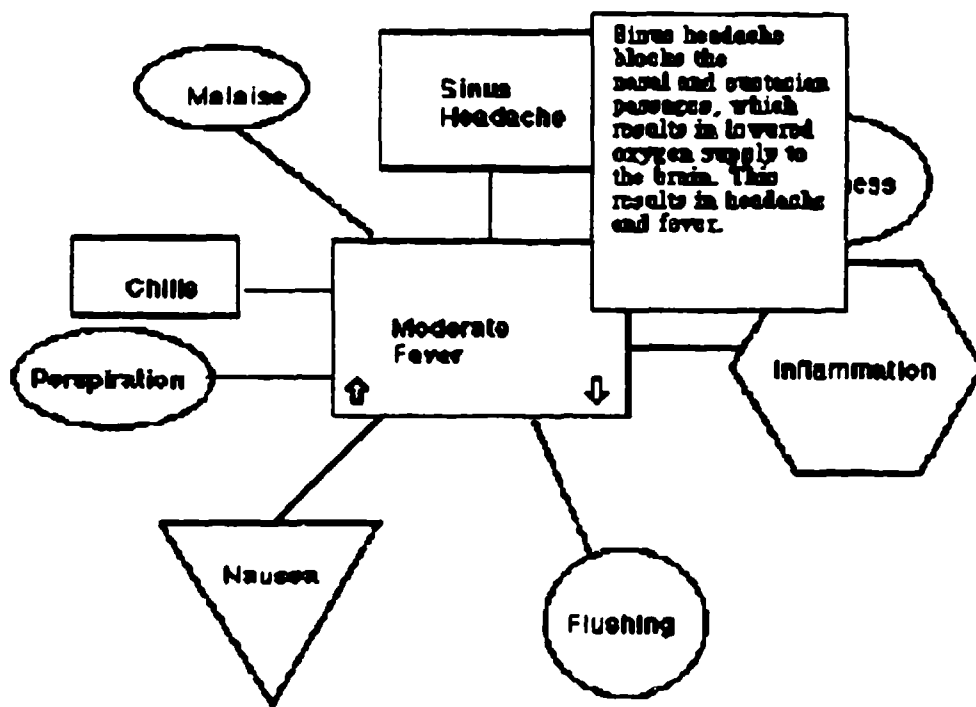 Malaise
Sinus
Headache
Sinus headache
blocks the
nasal and eustacian
passages, which
results in lowered
oxygen supply to
the brain. This
results in headache
and fever.
ness
Chills
Moderate
Fever
Perspiration
Inflammation
Nausea
Flushing